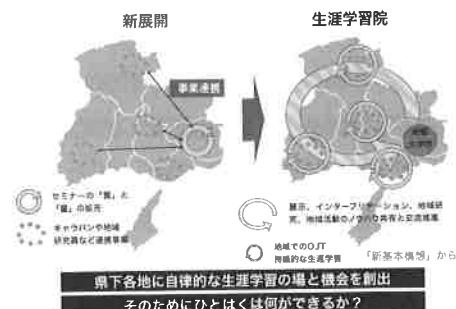 新展開
生涯学習院
事業連携
セミナーの「質」と
「量」の拡充
キャラバンや地域
研究員など連携事業
展示、インタープリテーション、地域研
究、地域活動のノウハウ共有と交流推進
地域でのOJT
持続的な生涯学習
「新基本構想」から
県下各地に自律的な生涯学習の場と機会を創出
そのためにひとはくは何ができるか？